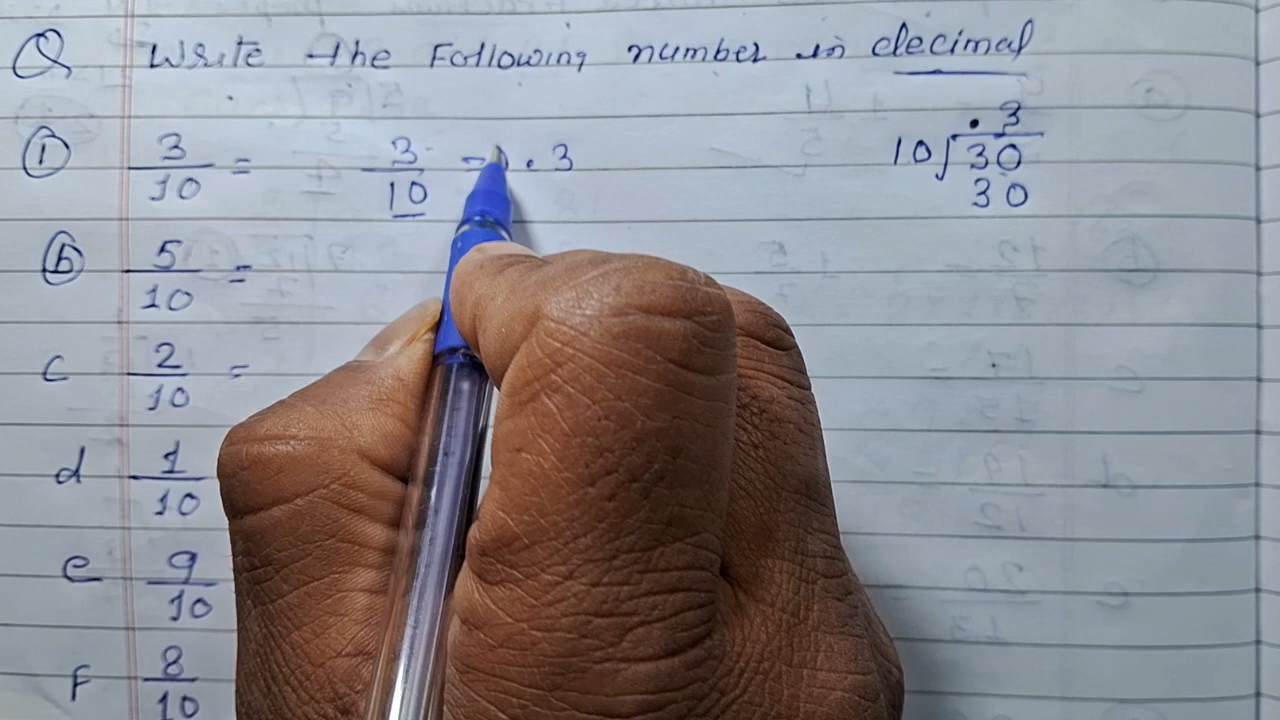 Q Write the Following number in decimal
① 3/10 = 3/10 = .3
.3
10)30
30
ⓑ 5/10 =
c 2/10 =
d 1/10
e 9/10
F 8/10